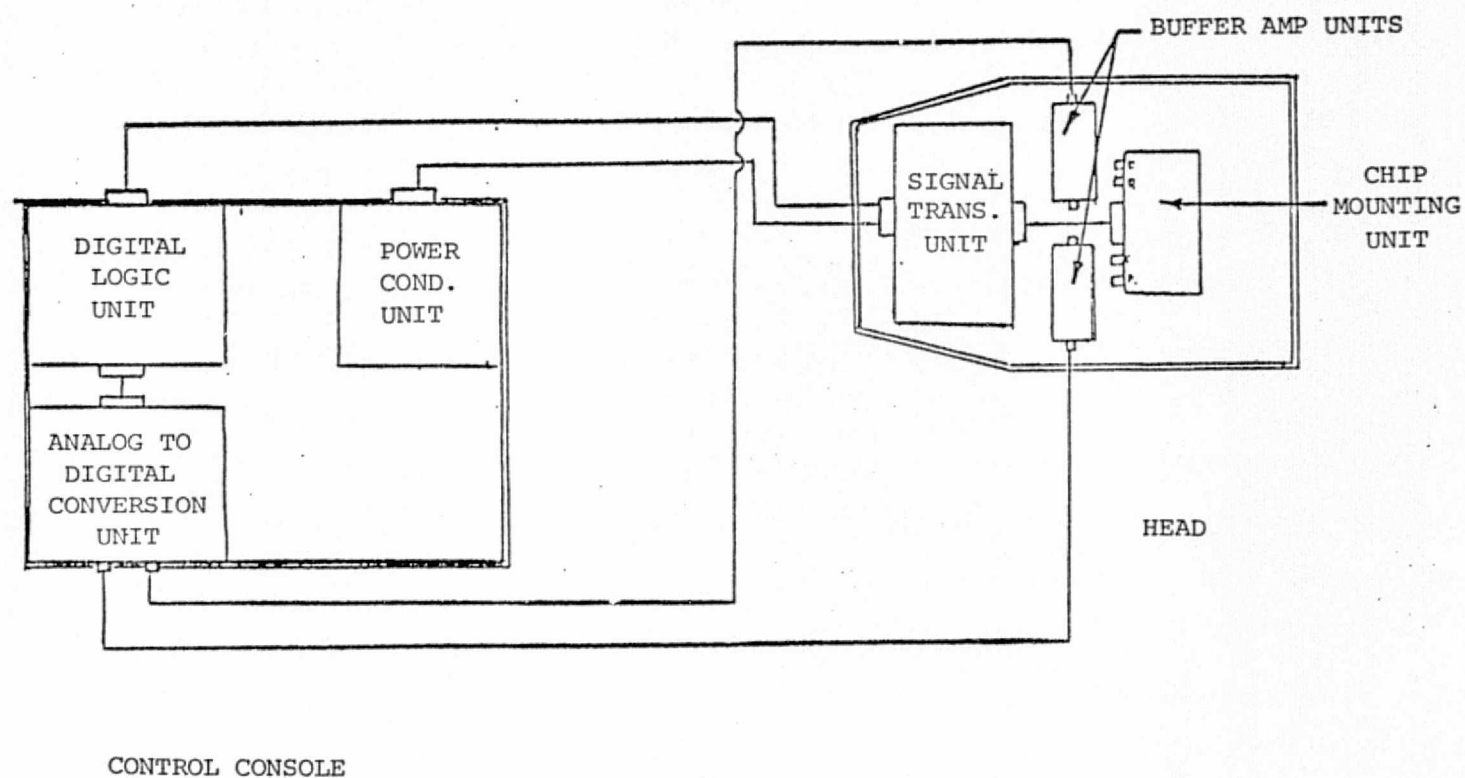 BUFFER AMP UNITS
DIGITAL
LOGIC
UNIT
POWER
COND.
UNIT
SIGNAL
TRANS.
UNIT
CHIP
MOUNTING
UNIT
ANALOG TO
DIGITAL
CONVERSION
UNIT
HEAD
CONTROL CONSOLE